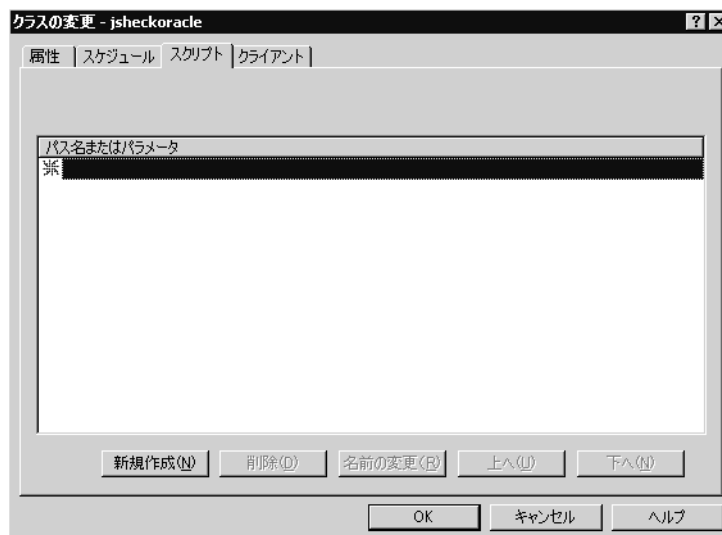 クラスの変更 - jsheckoracle
属性 スケジュール スクリプト クライアント
パス名またはパラメータ
新規作成(N) 削除(D) 名前の変更(R) 上へ(U) 下へ(N)
OK キャンセル ヘルプ